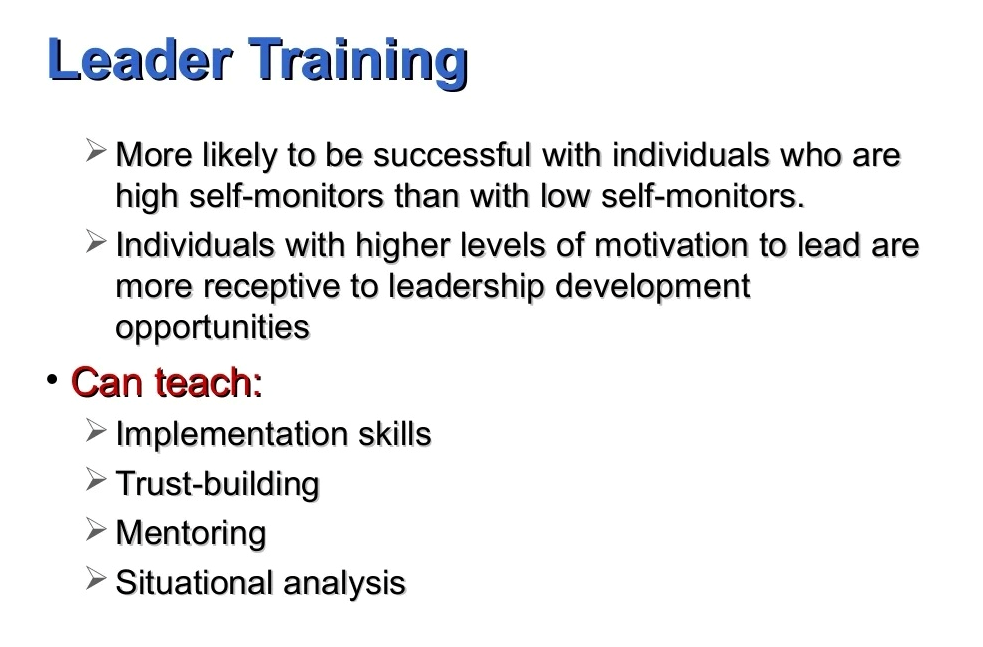 Leader Training
➢ More likely to be successful with individuals who are
high self-monitors than with low self-monitors.
➢ Individuals with higher levels of motivation to lead are
more receptive to leadership development
opportunities
• Can teach:
➢ Implementation skills
➢ Trust-building
➢ Mentoring
➢ Situational analysis